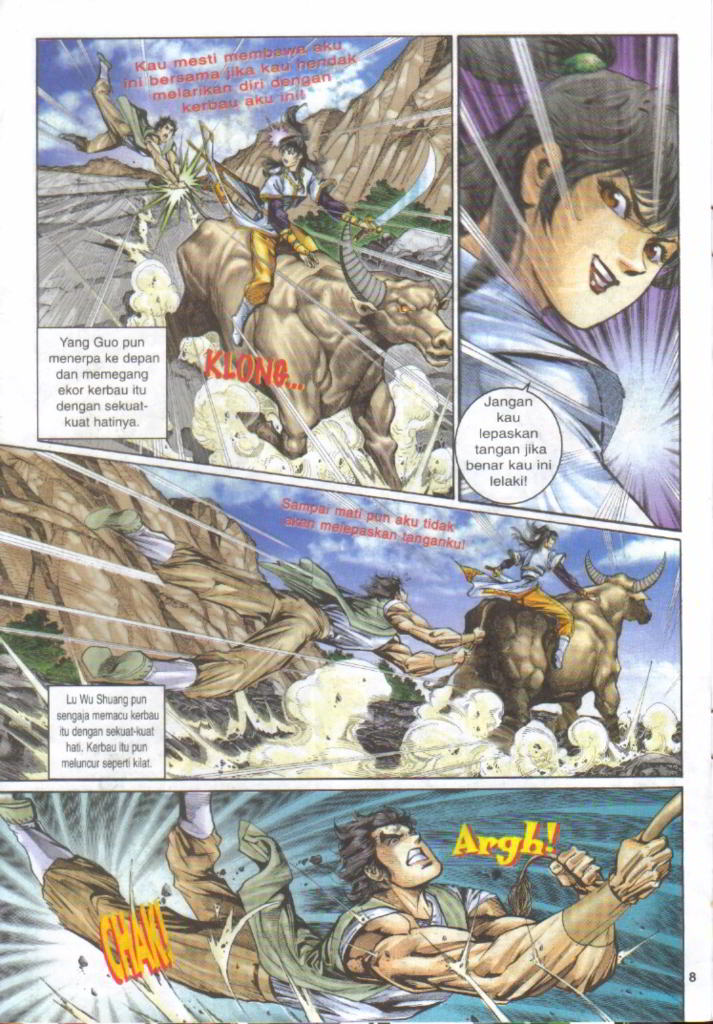 Kau mesti membawa aku
ini bersama jika kau hendak
melarikan diri dengan
kerbau aku ini!
Yang Guo pun
menerpa ke depan
dan memegang
ekor kerbau itu
dengan sekuat-
kuat hatinya.
KLONG...
Jangan
kau
lepaskan
tangan jika
benar kau ini
lelaki!
Sampai mati pun aku tidak
akan melepaskan tanganku!
Lu Wu Shuang pun
sengaja memacu kerbau
itu dengan sekuat-kuat
hati. Kerbau itu pun
meluncur seperti kilat.
Argh!
CHAK!
8